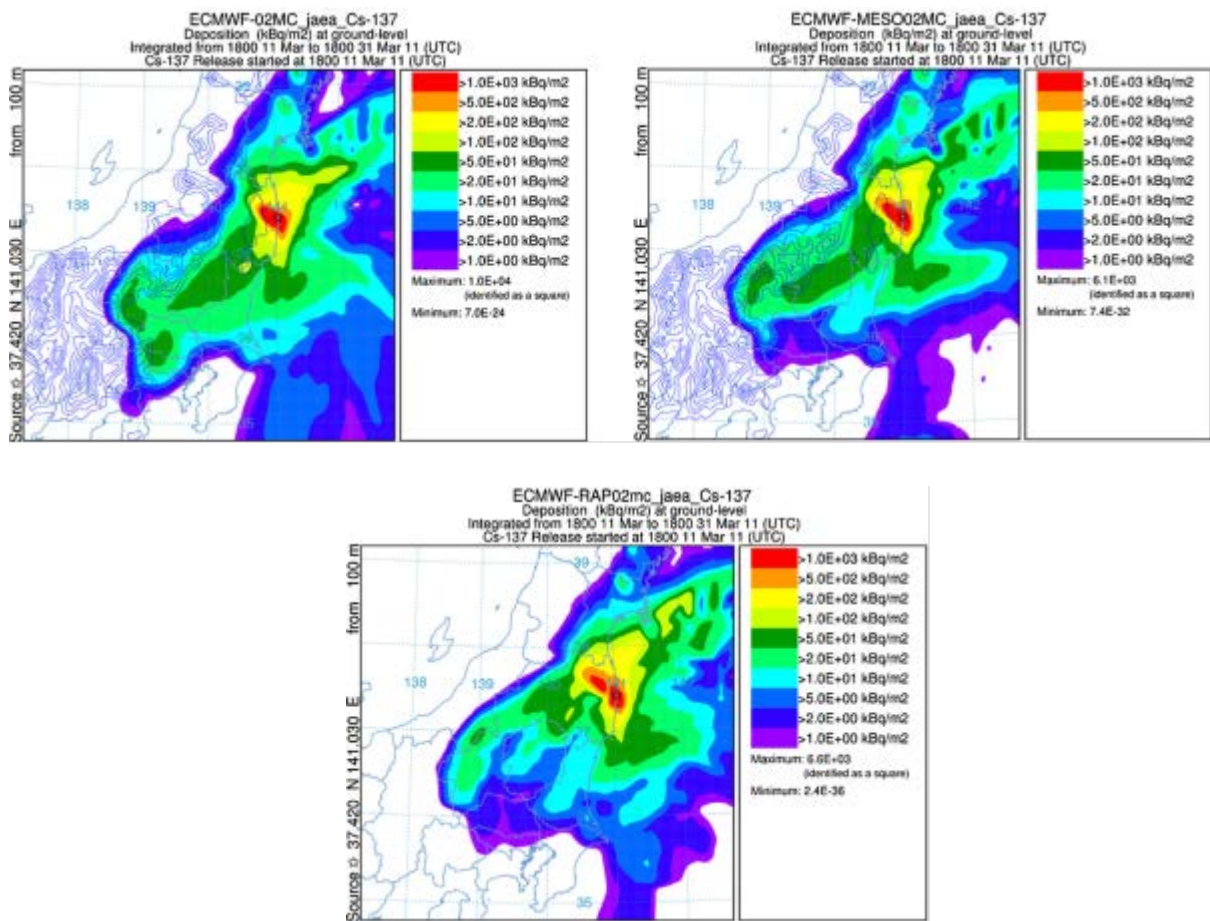 ECMWF-02MC_jaea_Cs-137
Deposition (kBq/m2) at ground-level
Integrated from 1800 11 Mar to 1800 31 Mar 11 (UTC)
Cs-137 Release started at 1800 11 Mar 11 (UTC)
Source ☆ 37.420 N 141.030 E from 100 m
138
139
35
>1.0E+03 kBq/m2
>5.0E+02 kBq/m2
>2.0E+02 kBq/m2
>1.0E+02 kBq/m2
>5.0E+01 kBq/m2
>2.0E+01 kBq/m2
>1.0E+01 kBq/m2
>5.0E+00 kBq/m2
>2.0E+00 kBq/m2
>1.0E+00 kBq/m2
Maximum: 1.0E+04
(identified as a square)
Minimum: 7.0E-24
ECMWF-MESO02MC_jaea_Cs-137
Deposition (kBq/m2) at ground-level
Integrated from 1800 11 Mar to 1800 31 Mar 11 (UTC)
Cs-137 Release started at 1800 11 Mar 11 (UTC)
Source ☆ 37.420 N 141.030 E from 100 m
138
139
>1.0E+03 kBq/m2
>5.0E+02 kBq/m2
>2.0E+02 kBq/m2
>1.0E+02 kBq/m2
>5.0E+01 kBq/m2
>2.0E+01 kBq/m2
>1.0E+01 kBq/m2
>5.0E+00 kBq/m2
>2.0E+00 kBq/m2
>1.0E+00 kBq/m2
Maximum: 6.1E+03
(identified as a square)
Minimum: 7.4E-32
ECMWF-RAP02mc_jaea_Cs-137
Deposition (kBq/m2) at ground-level
Integrated from 1800 11 Mar to 1800 31 Mar 11 (UTC)
Cs-137 Release started at 1800 11 Mar 11 (UTC)
Source ☆ 37.420 N 141.030 E from 100 m
39
138
139
35
>1.0E+03 kBq/m2
>5.0E+02 kBq/m2
>2.0E+02 kBq/m2
>1.0E+02 kBq/m2
>5.0E+01 kBq/m2
>2.0E+01 kBq/m2
>1.0E+01 kBq/m2
>5.0E+00 kBq/m2
>2.0E+00 kBq/m2
>1.0E+00 kBq/m2
Maximum: 6.6E+03
(identified as a square)
Minimum: 2.4E-36